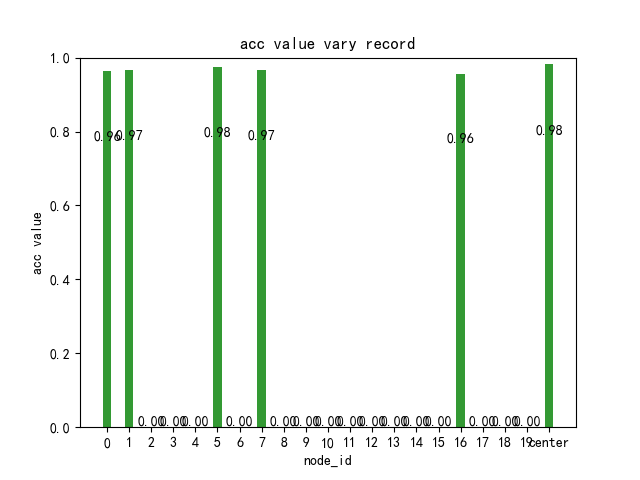 acc value vary record
acc value
1.0
0.8
0.6
0.4
0.2
0.0
0.96 0.97 0.00 0.00 0.00 0.98 0.00 0.97 0.00 0.00 0.00 0.00 0.00 0.00 0.00 0.00 0.96 0.00 0.00 0.00 0.98
0 1 2 3 4 5 6 7 8 9 10 11 12 13 14 15 16 17 18 19 center
node_id